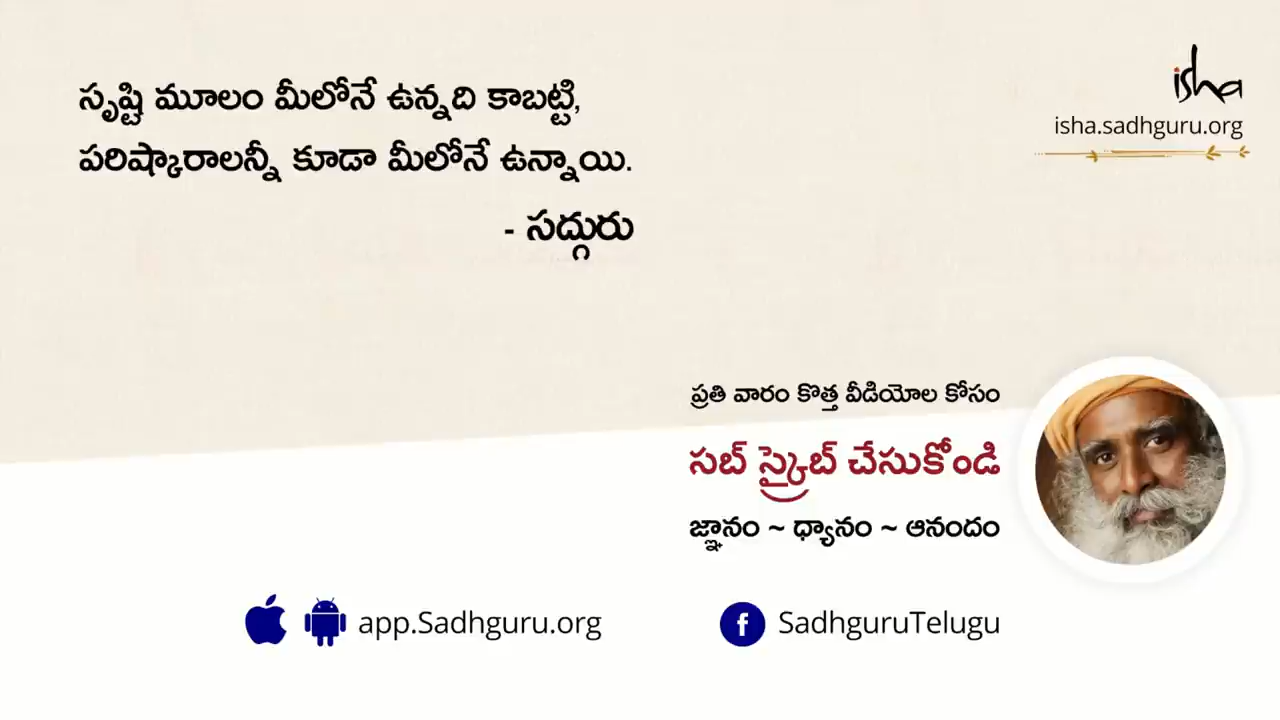 సృష్టి మూలం మీలోనే ఉన్నది కాబట్టి,
పరిష్కారాలన్నీ కూడా మీలోనే ఉన్నాయి.
- సద్గురు
isha
isha.sadhguru.org
ప్రతి వారం కొత్త వీడియోల కోసం
సబ్ స్క్రైబ్ చేసుకోండి
జ్ఞానం ~ ధ్యానం ~ ఆనందం
app.Sadhguru.org
f SadhguruTelugu